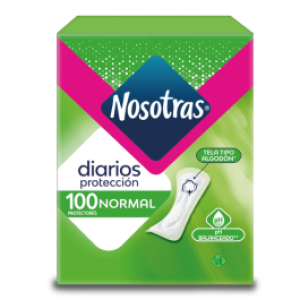 Nosotras®
TELA TIPO
ALGODÓN*
diarios
protección
100 NORMAL
PROTECTORES
pH
BALANCEADO**